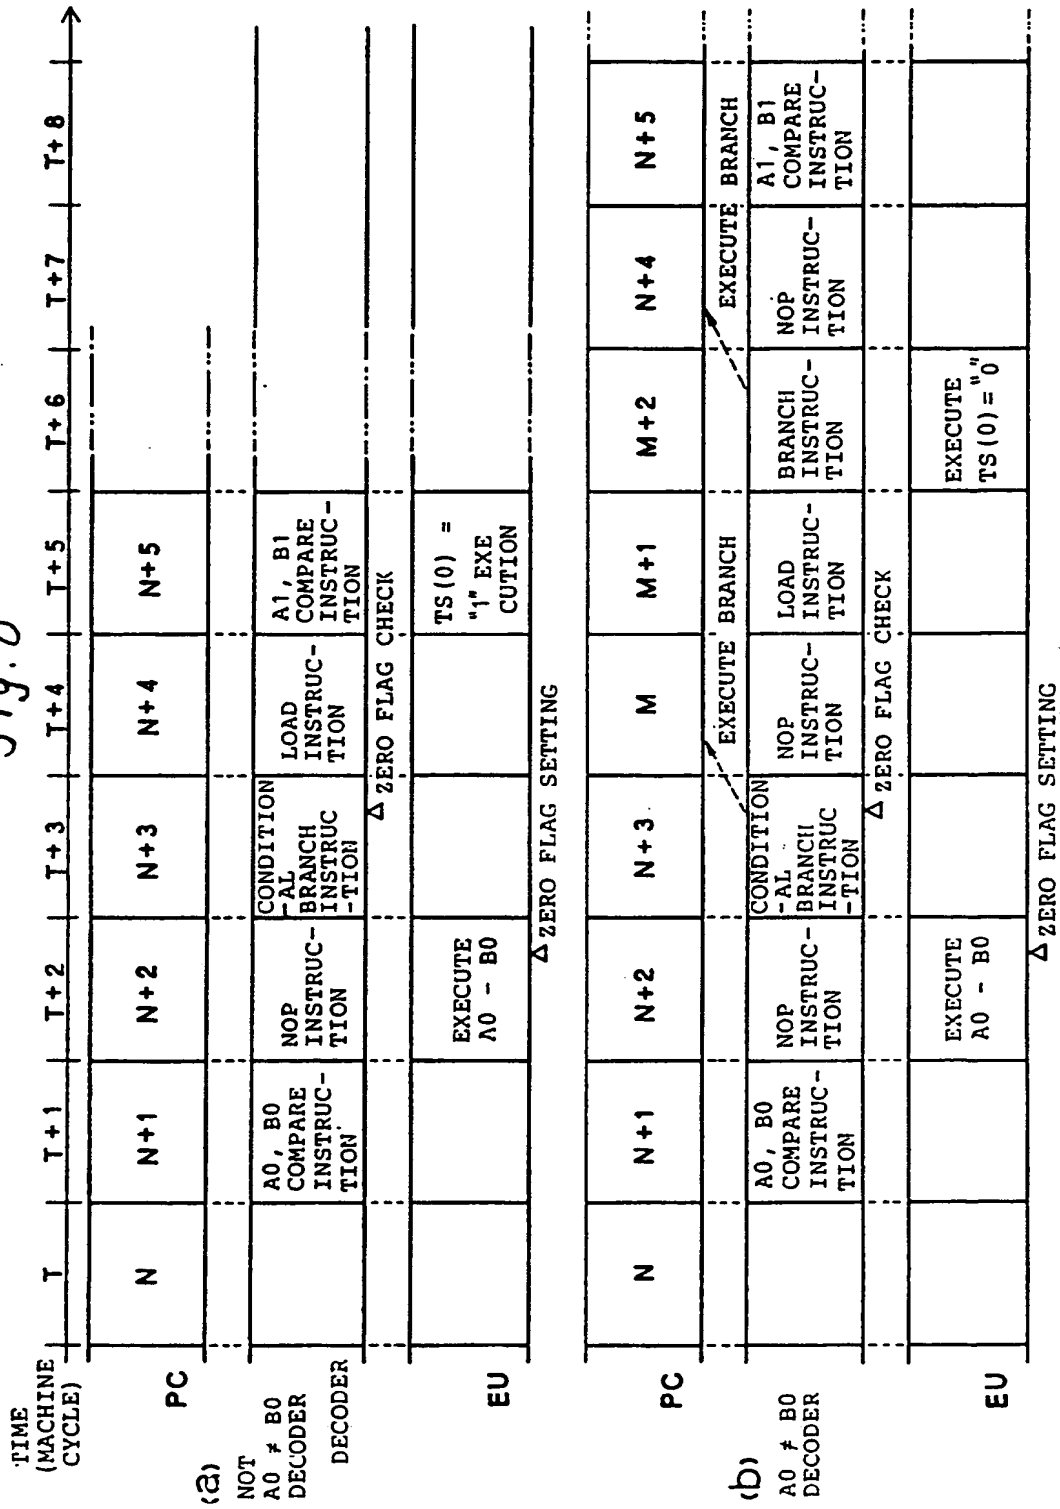 Fig. 8
TIME
(MACHINE
CYCLE)
T
T+1
T+2
T+3
T+4
T+5
T+6
T+7
T+8
(a)
NOT
A0 ≠ B0
DECODER
PC
N
N+1
N+2
N+3
N+4
N+5
DECODER
A0, B0
COMPARE
INSTRUC-
TION
NOP
INSTRUC-
TION
CONDITION
-AL
BRANCH
INSTRUC
-TION
LOAD
INSTRUC-
TION
A1, B1
COMPARE
INSTRUC-
TION
Δ ZERO FLAG CHECK
EU
EXECUTE
A0 - B0
TS(0) =
"1" EXE
CUTION
Δ ZERO FLAG SETTING
(b)
A0 ≠ B0
DECODER
PC
N
N+1
N+2
N+3
M
M+1
M+2
N+4
N+5
EXECUTE BRANCH
EXECUTE BRANCH
A0, B0
COMPARE
INSTRUC-
TION
NOP
INSTRUC-
TION
CONDITION
-AL
BRANCH
INSTRUC
-TION
NOP
INSTRUC-
TION
LOAD
INSTRUC-
TION
BRANCH
INSTRUC-
TION
NOP
INSTRUC-
TION
A1, B1
COMPARE
INSTRUC-
TION
Δ ZERO FLAG CHECK
EU
EXECUTE
A0 - B0
EXECUTE
TS(0)="0"
Δ ZERO FLAG SETTING